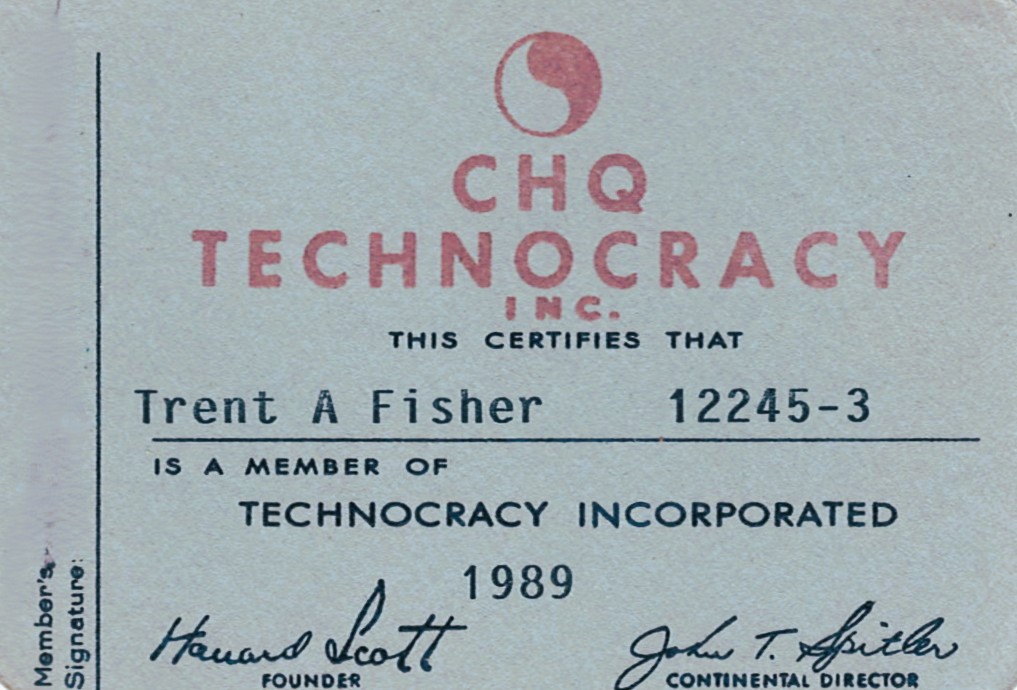 CHQ
TECHNOCRACY
INC.
THIS CERTIFIES THAT
Trent A Fisher 12245-3
IS A MEMBER OF
TECHNOCRACY INCORPORATED
1989
Howard Scott John T. Spitler
FOUNDER CONTINENTAL DIRECTOR
Member's
Signature: